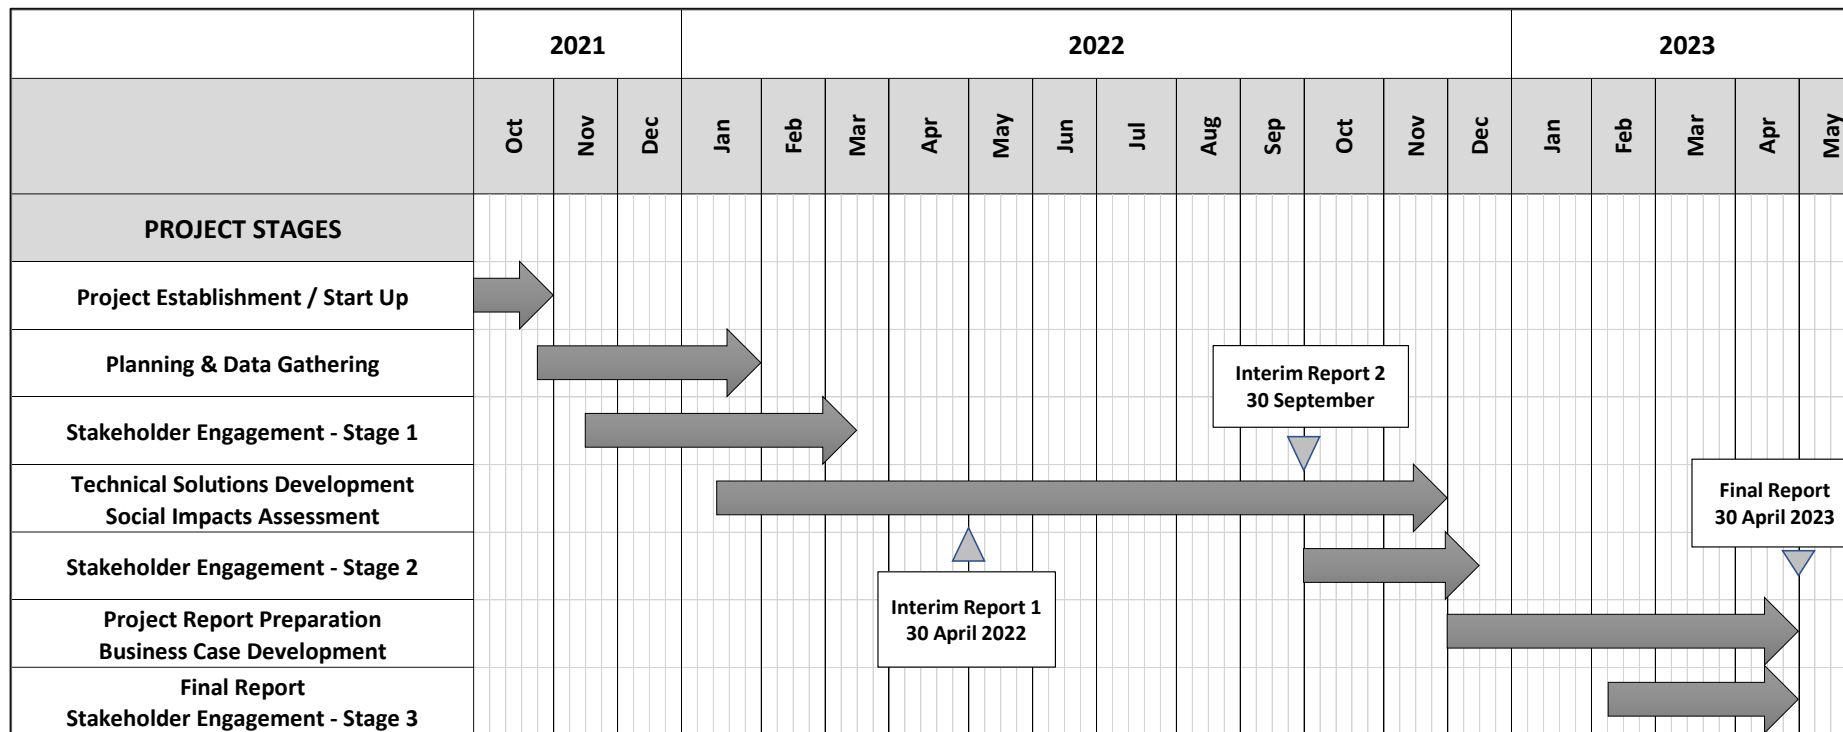 2021 2022 2023
Oct Nov Dec Jan Feb Mar Apr May Jun Jul Aug Sep Oct Nov Dec Jan Feb Mar Apr May
PROJECT STAGES
Project Establishment / Start Up
Planning & Data Gathering
Interim Report 2
30 September
Stakeholder Engagement - Stage 1
Technical Solutions Development
Social Impacts Assessment
Final Report
30 April 2023
Stakeholder Engagement - Stage 2
Interim Report 1
30 April 2022
Project Report Preparation
Business Case Development
Final Report
Stakeholder Engagement - Stage 3